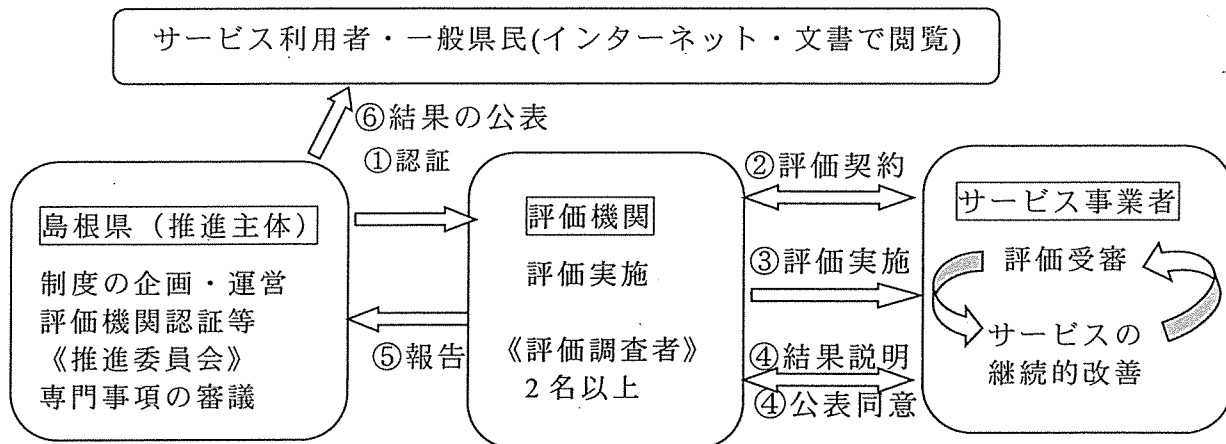 サービス利用者・一般県民(インターネット・文書で閲覧)
⑥結果の公表
①認証
島根県(推進主体)
制度の企画・運営
評価機関認証等
《推進委員会》
専門事項の審議
⑤報告
評価機関
評価実施
《評価調査者》
2名以上
②評価契約
③評価実施
④結果説明
④公表同意
サービス事業者
評価受審
サービスの
継続的改善